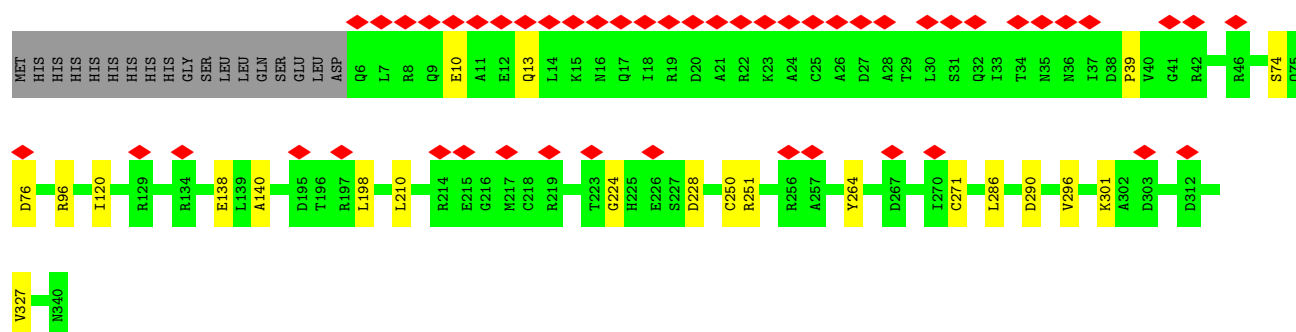 MET HIS HIS HIS HIS HIS HIS HIS HIS HIS HIS GLY SER LEU LEU GLN SER GLU LEU ASP Q6 L7 R8 Q9 E10 A11 E12 Q13 L14 K15 N16 Q17 I18 R19 D20 A21 R22 K23 A24 C25 A26 D27 A28 T29 L30 S31 Q32 I33 T34 N35 N36 I37 D38 P39 V40 G41 R42 R46 S74 Q75
D76 R96 I120 R129 R134 E138 L139 A140 D195 T196 R197 L198 L210 R214 E215 G216 M217 C218 R219 T223 G224 H225 E226 S227 D228 C250 R251 R256 A257 Y264 D267 I270 C271 L286 D290 V296 K301 A302 D303 D312
V327 N340